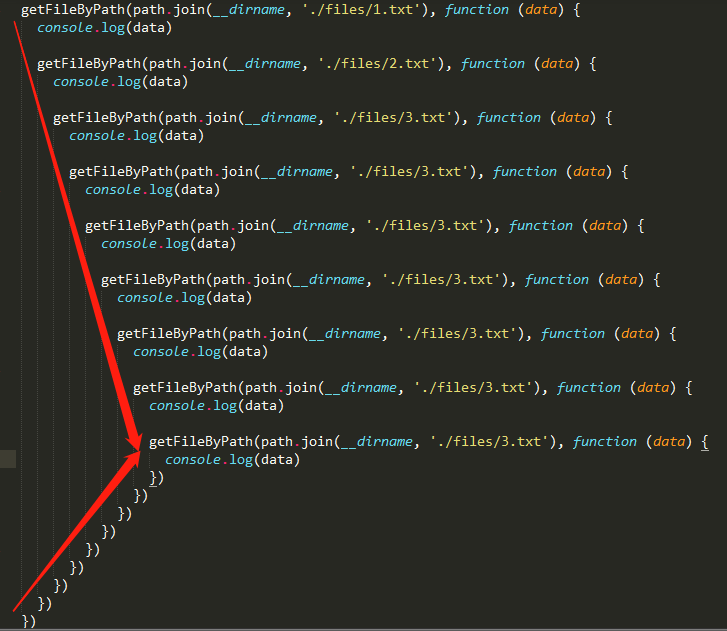 getFileByPath(path.join(__dirname, './files/1.txt'), function (data) {
  console.log(data)
  getFileByPath(path.join(__dirname, './files/2.txt'), function (data) {
    console.log(data)
    getFileByPath(path.join(__dirname, './files/3.txt'), function (data) {
      console.log(data)
      getFileByPath(path.join(__dirname, './files/3.txt'), function (data) {
        console.log(data)
        getFileByPath(path.join(__dirname, './files/3.txt'), function (data) {
          console.log(data)
          getFileByPath(path.join(__dirname, './files/3.txt'), function (data) {
            console.log(data)
            getFileByPath(path.join(__dirname, './files/3.txt'), function (data) {
              console.log(data)
              getFileByPath(path.join(__dirname, './files/3.txt'), function (data) {
                console.log(data)
                getFileByPath(path.join(__dirname, './files/3.txt'), function (data) {
                  console.log(data)
                })
              })
            })
          })
        })
      })
    })
  })
})